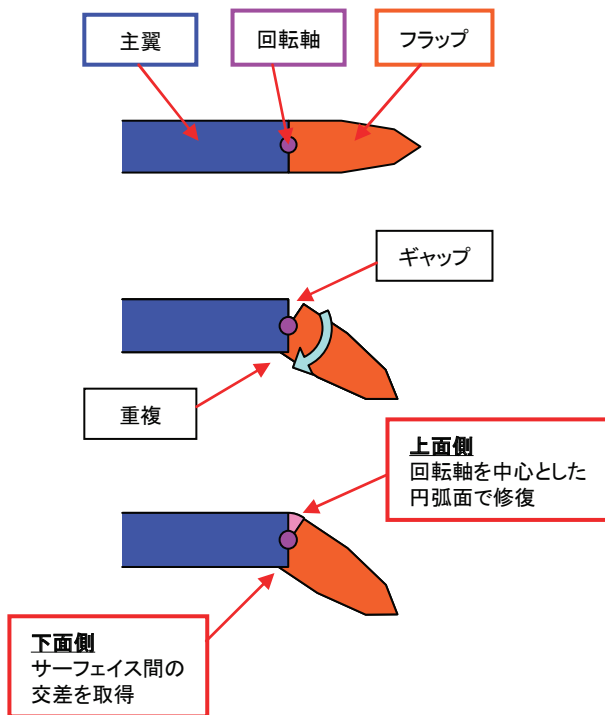 主翼
回転軸
フラップ
ギャップ
重複
上面側
回転軸を中心とした
円弧面で修復
下面側
サーフェイス間の
交差を取得